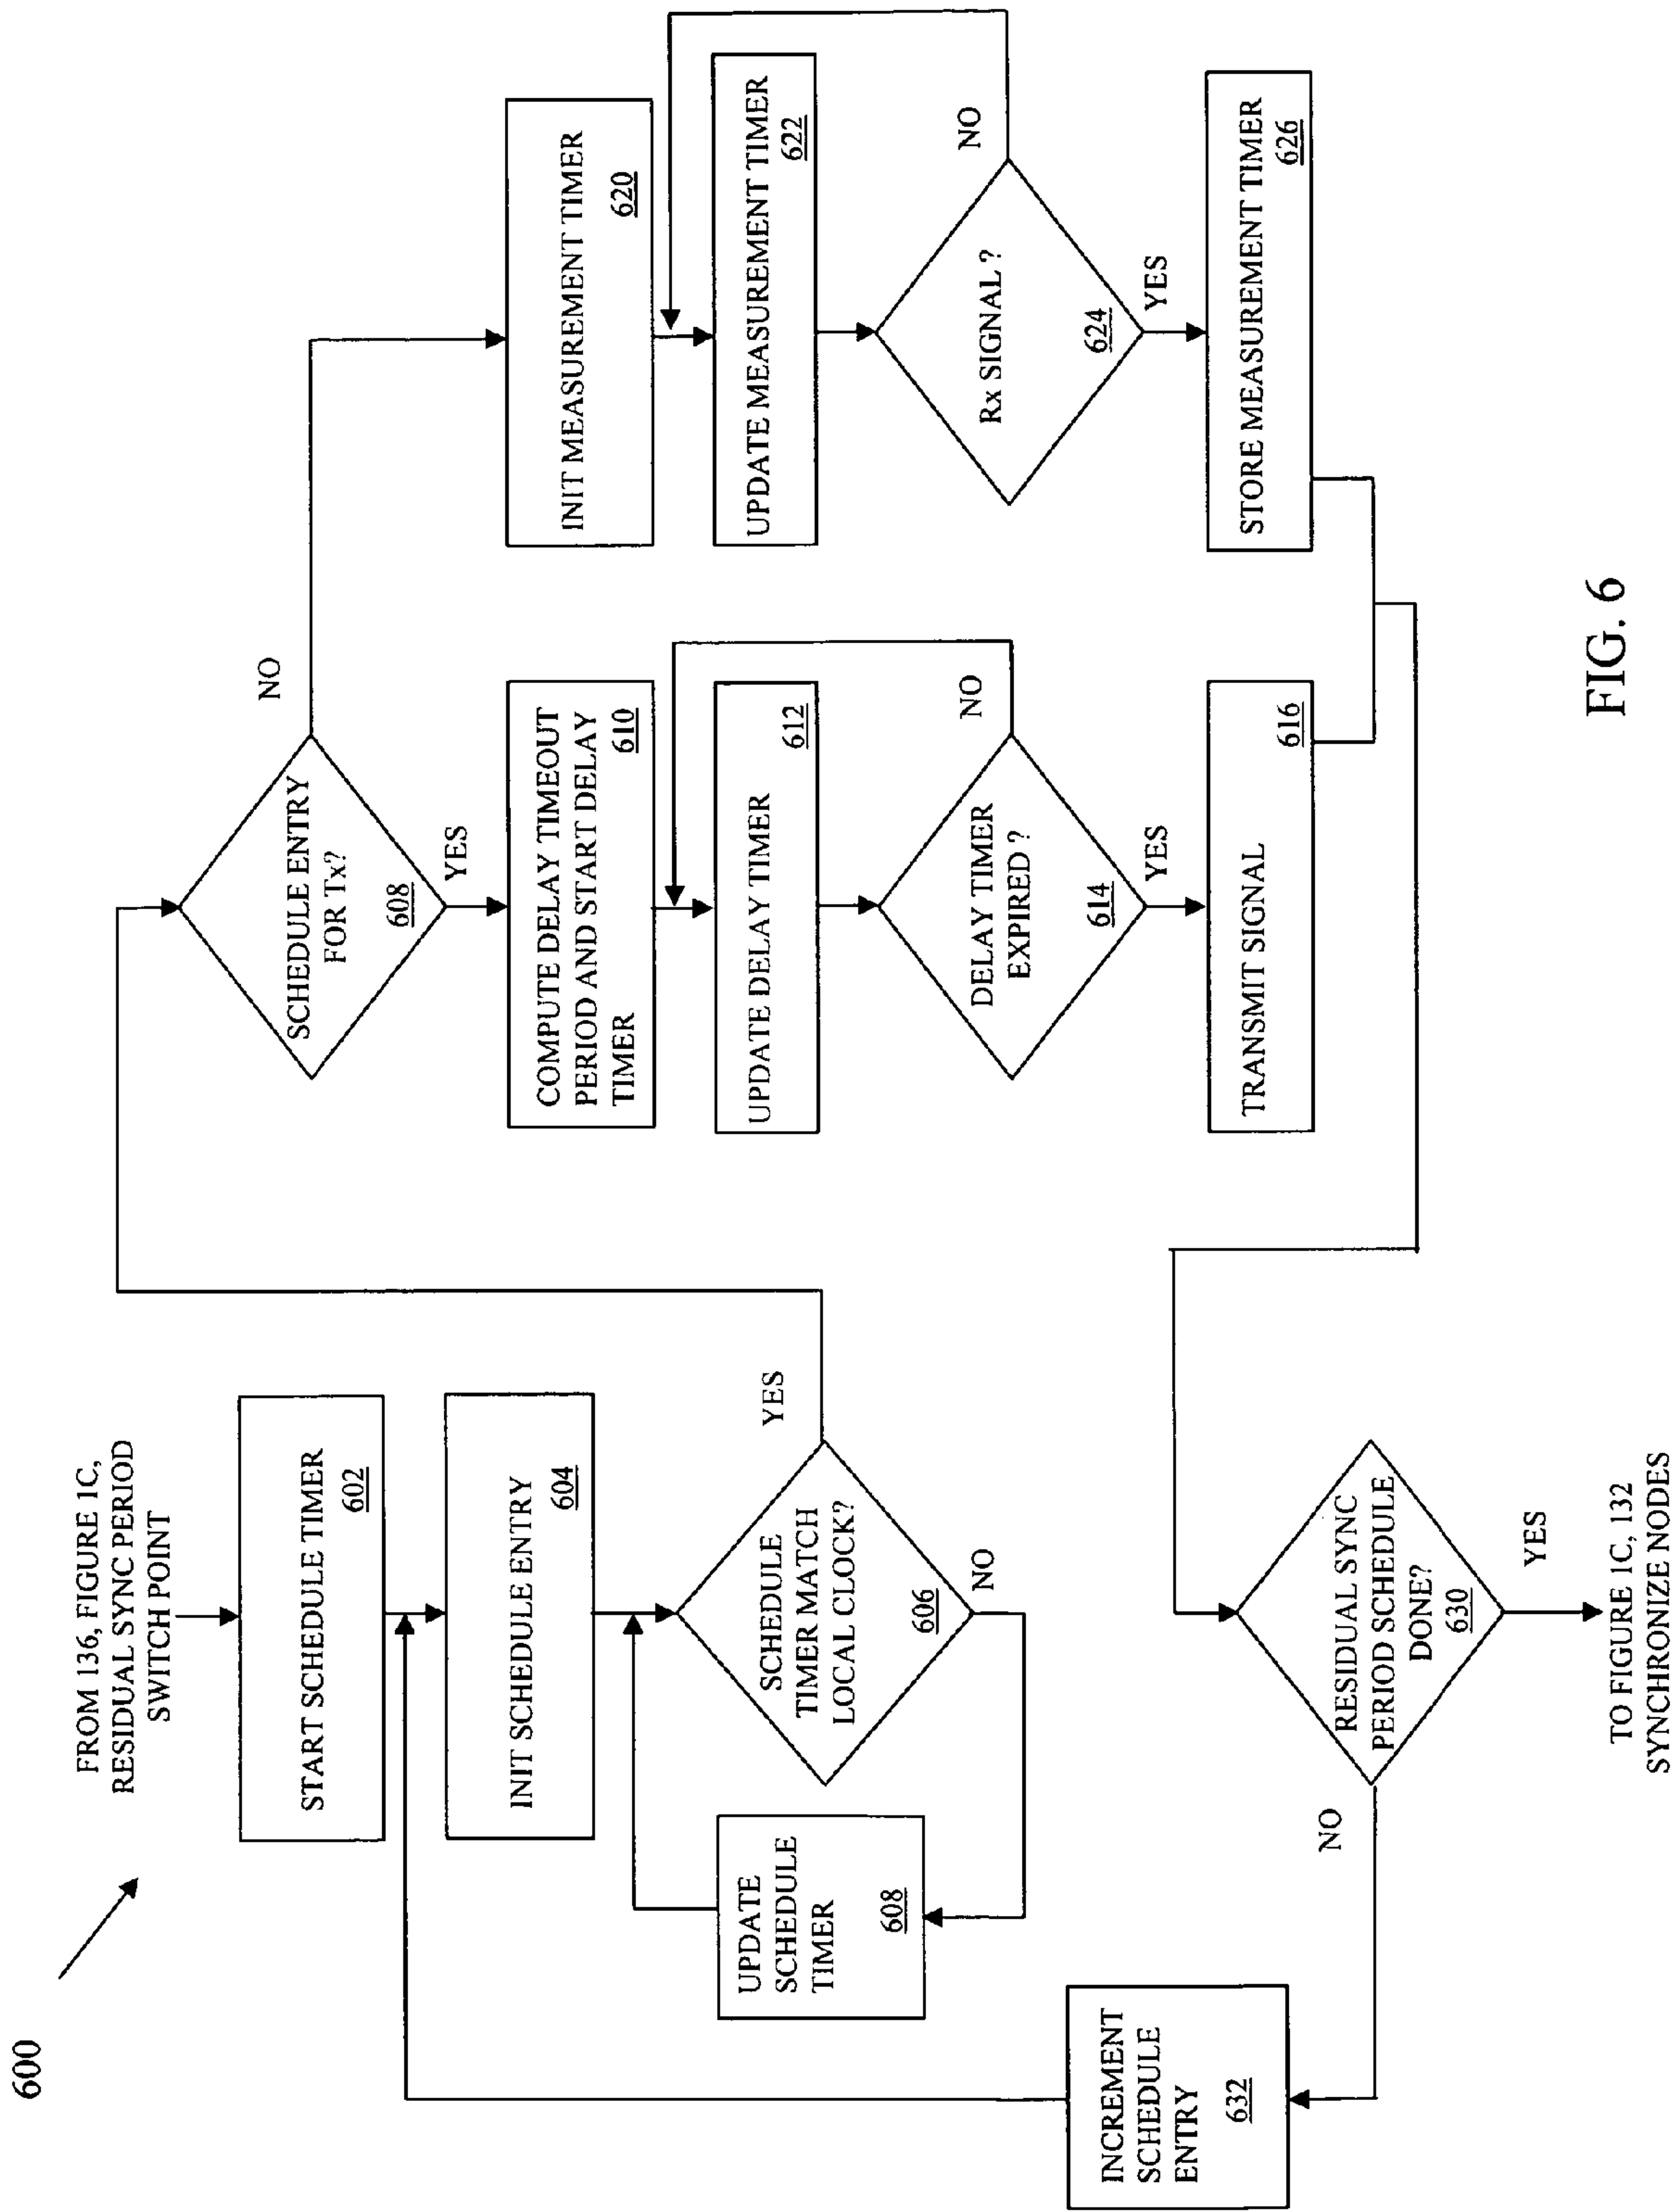 600
FROM 136, FIGURE 1C,
RESIDUAL SYNC PERIOD
SWITCH POINT
START SCHEDULE TIMER
602
INIT SCHEDULE ENTRY
604
SCHEDULE
TIMER MATCH
LOCAL CLOCK?
606
YES
NO
UPDATE
SCHEDULE
TIMER
608
SCHEDULE ENTRY
FOR Tx?
608
YES
NO
COMPUTE DELAY TIMEOUT
PERIOD AND START DELAY
TIMER
610
UPDATE DELAY TIMER
612
DELAY TIMER
EXPIRED ?
614
NO
YES
TRANSMIT SIGNAL
616
INIT MEASUREMENT TIMER
620
UPDATE MEASUREMENT TIMER
622
Rx SIGNAL ?
624
NO
YES
STORE MEASUREMENT TIMER
626
RESIDUAL SYNC
PERIOD SCHEDULE
DONE?
630
NO
YES
INCREMENT
SCHEDULE
ENTRY
632
TO FIGURE 1C, 132
SYNCHRONIZE NODES
FIG. 6